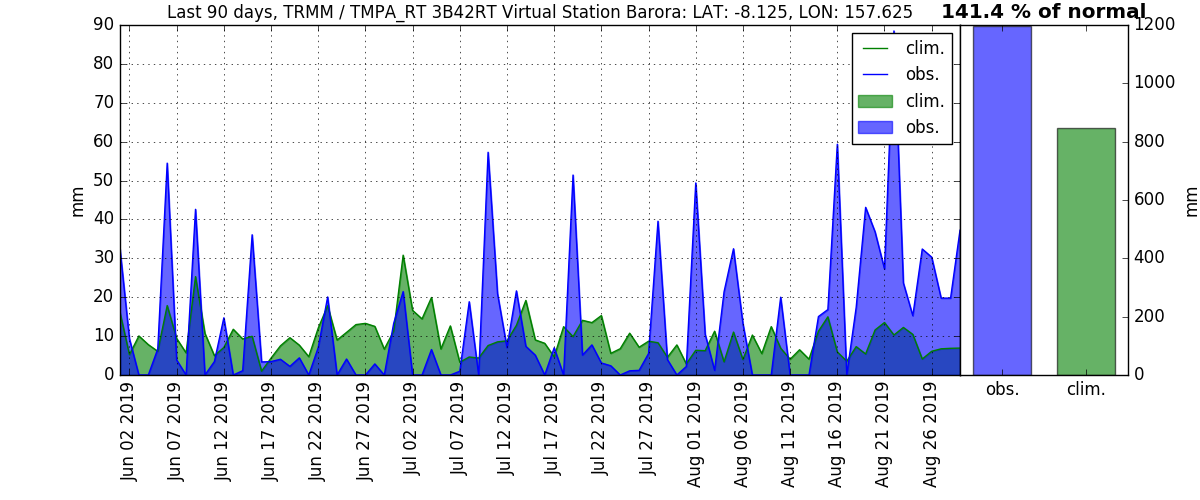 Last 90 days, TRMM / TMPA_RT 3B42RT Virtual Station Barora: LAT: -8.125, LON: 157.625
141.4 % of normal
90
80
70
60
50
40
30
20
10
0
mm
clim.
obs.
clim.
obs.
Jun 02 2019
Jun 07 2019
Jun 12 2019
Jun 17 2019
Jun 22 2019
Jun 27 2019
Jul 02 2019
Jul 07 2019
Jul 12 2019
Jul 17 2019
Jul 22 2019
Jul 27 2019
Aug 01 2019
Aug 06 2019
Aug 11 2019
Aug 16 2019
Aug 21 2019
Aug 26 2019
obs.
clim.
1200
1000
800
600
400
200
0
mm